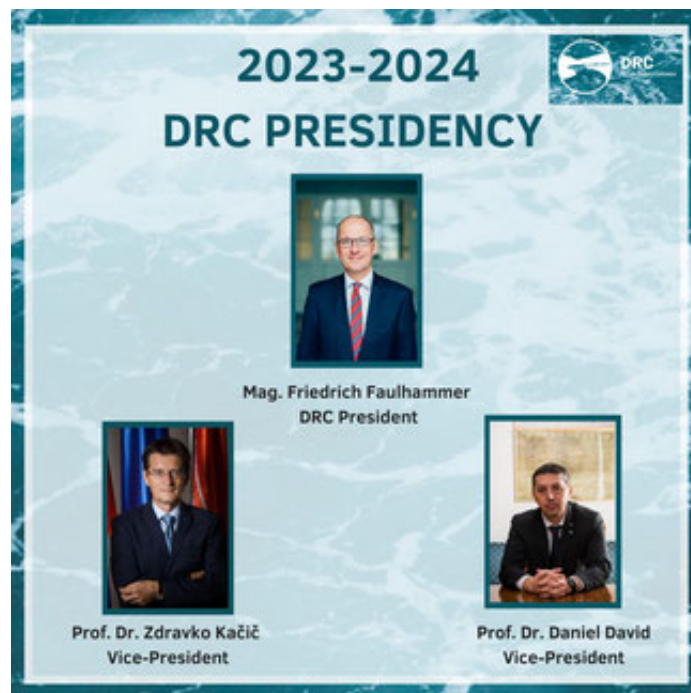 2023-2024
DRC
DRC PRESIDENCY
Mag. Friedrich Faulhammer
DRC President
Prof. Dr. Zdravko Kačič
Vice-President
Prof. Dr. Daniel David
Vice-President